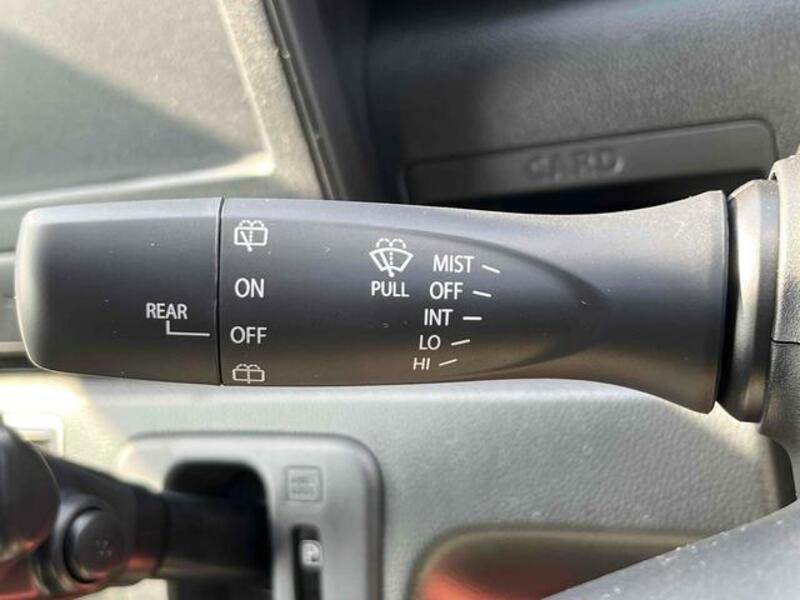 CARD
REAR
ON
OFF
PULL
MIST
OFF
INT
LO
HI
P